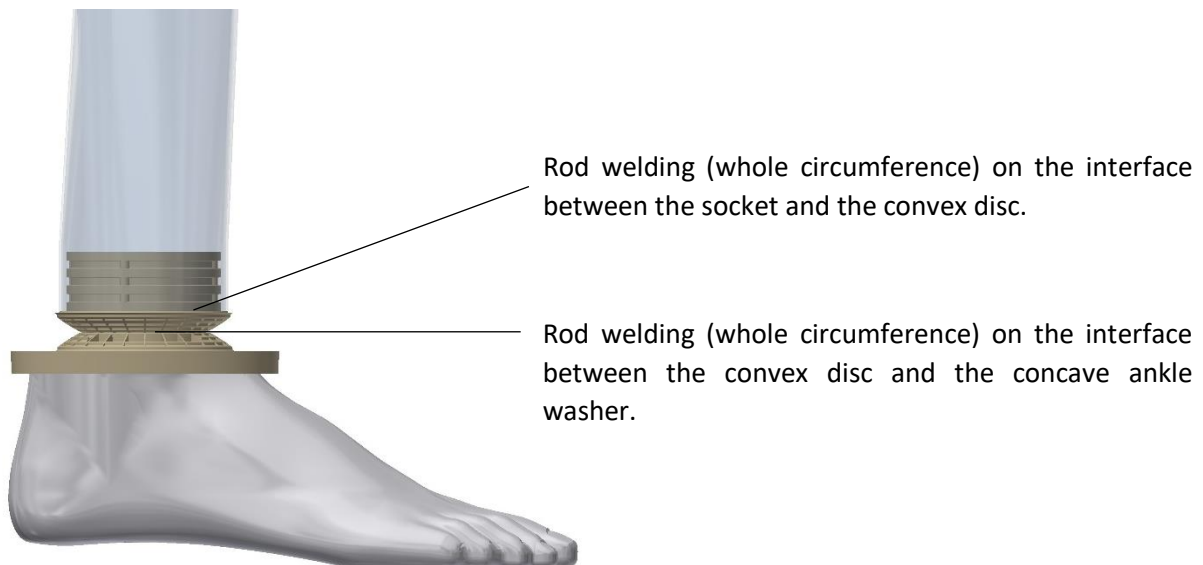 Rod welding (whole circumference) on the interface
between the socket and the convex disc.
Rod welding (whole circumference) on the interface
between the convex disc and the concave ankle
washer.